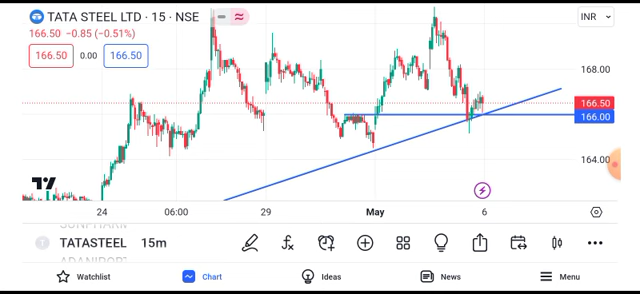 TATA STEEL LTD · 15 · NSE
INR
166.50 −0.85 (−0.51%)
166.50
0.00
166.50
168.00
166.50
166.00
164.00
24
06:00
29
May
6
TATASTEEL
15m
Watchlist
Chart
Ideas
News
Menu